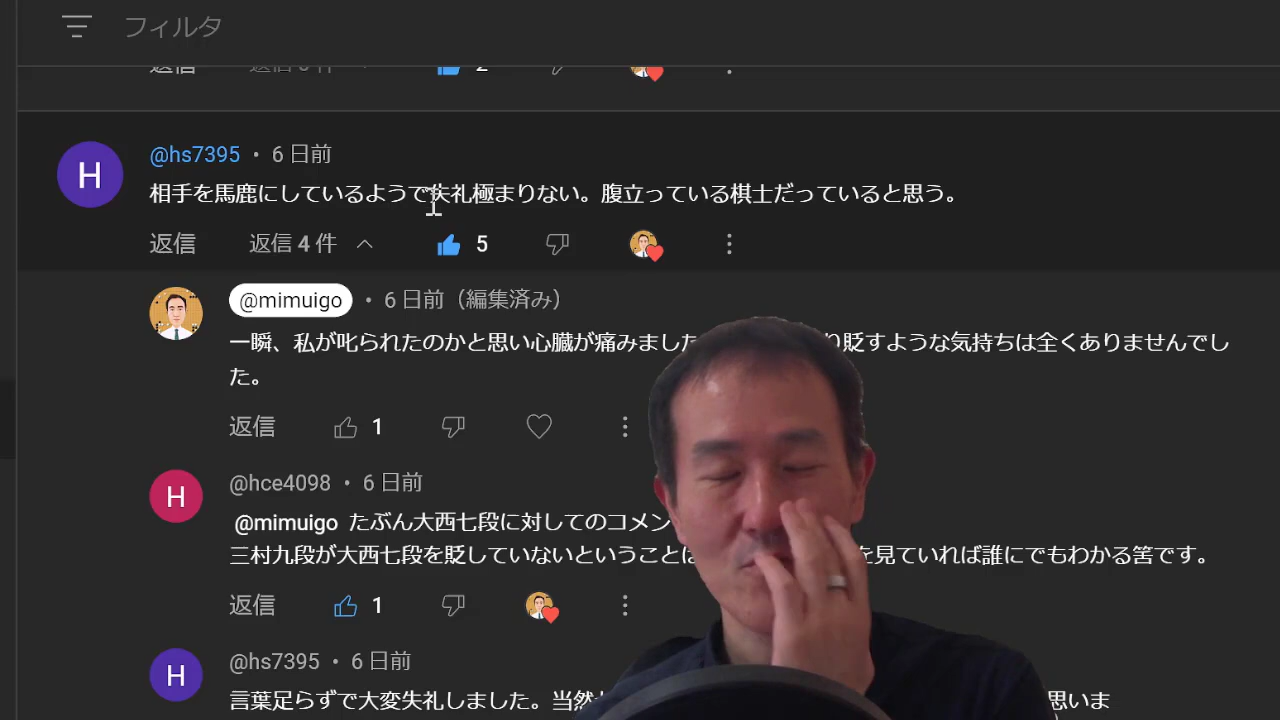 フィルタ
2
@hs7395 • 6 日前
相手を馬鹿にしているようで失礼極まりない。腹立っている棋士だっていると思う。
返信 返信 4 件 5
@mimuigo • 6 日前（編集済み）
一瞬、私が叱られたのかと思い心臓が痛みました り貶すような気持ちは全くありませんでし
た。
返信 1
@hce4098 • 6 日前
@mimuigo たぶん大西七段に対してのコメン
三村九段が大西七段を貶していないということは を見ていれば誰にでもわかる筈です。
返信 1
@hs7395 • 6 日前
言葉足らずで大変失礼しました。当然 思いま